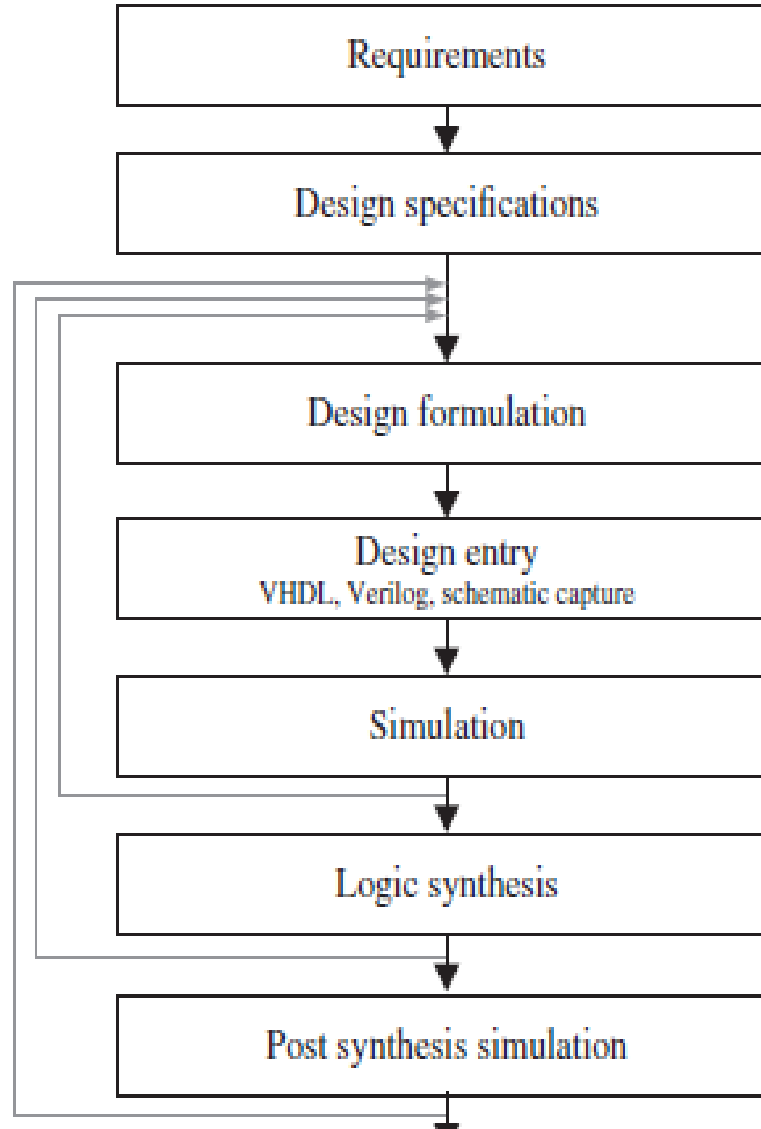 Requirements
Design specifications
Design formulation
Design entry
VHDL, Verilog, schematic capture
Simulation
Logic synthesis
Post synthesis simulation